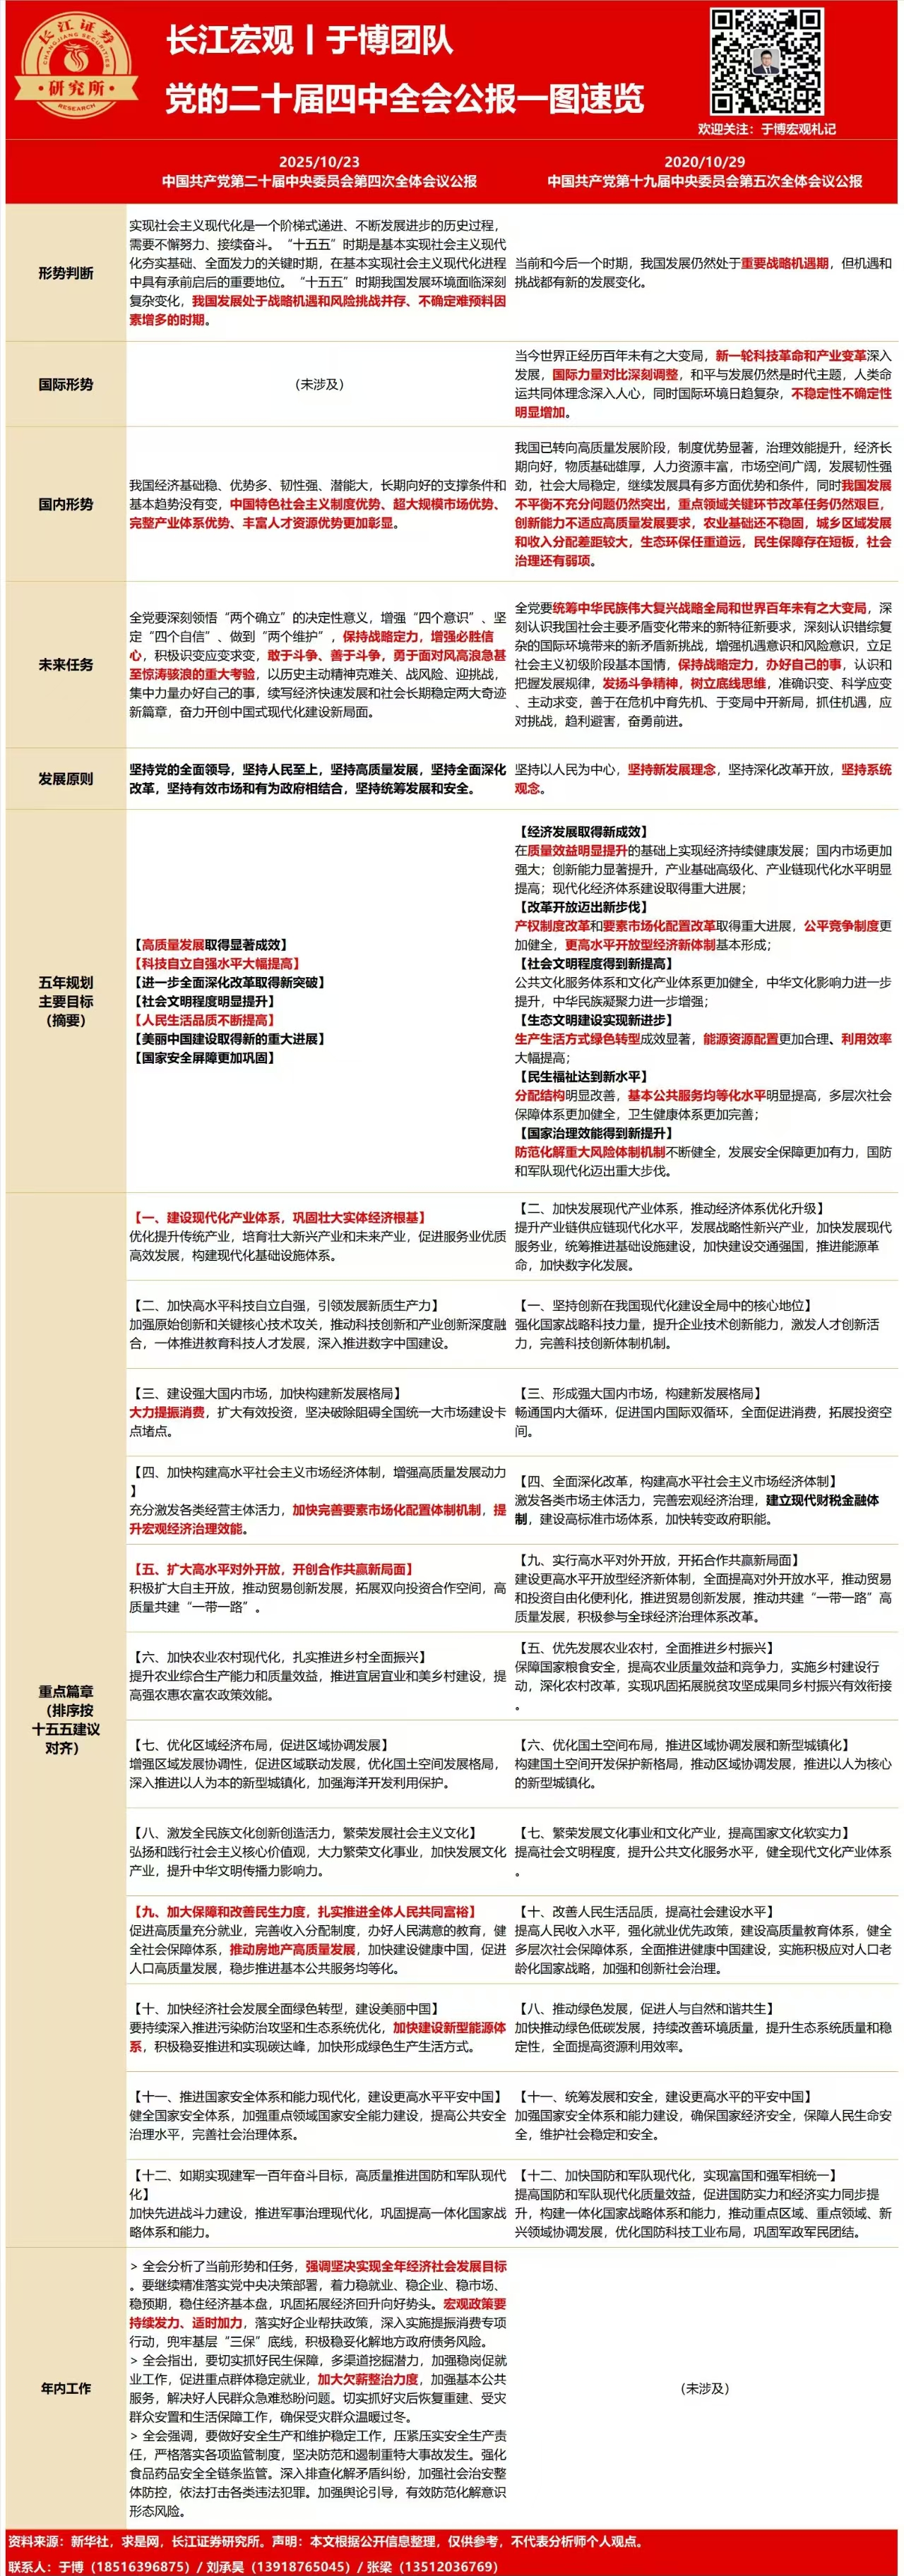 长江证券
CHANGJIANG SECURITIES
研究所
RESEARCH
长江宏观丨于博团队
党的二十届四中全会公报一图速览
欢迎关注：于博宏观札记
2025/10/23
中国共产党第二十届中央委员会第四次全体会议公报
2020/10/29
中国共产党第十九届中央委员会第五次全体会议公报
形势判断
实现社会主义现代化是一个阶梯式递进、不断发展进步的历史过程，
需要不懈努力、接续奋斗。“十五五”时期是基本实现社会主义现代
化夯实基础、全面发力的关键时期，在基本实现社会主义现代化进程
中具有承前启后的重要地位。“十五五”时期我国发展环境面临深刻
复杂变化，我国发展处于战略机遇和风险挑战并存、不确定难预料因
素增多的时期。
当前和今后一个时期，我国发展仍然处于重要战略机遇期，但机遇和
挑战都有新的发展变化。
国际形势
（未涉及）
当今世界正经历百年未有之大变局，新一轮科技革命和产业变革深入
发展，国际力量对比深刻调整，和平与发展仍然是时代主题，人类命
运共同体理念深入人心，同时国际环境日趋复杂，不稳定性不确定性
明显增加。
国内形势
我国经济基础稳、优势多、韧性强、潜能大，长期向好的支撑条件和
基本趋势没有变，中国特色社会主义制度优势、超大规模市场优势、
完整产业体系优势、丰富人才资源优势更加彰显。
我国已转向高质量发展阶段，制度优势显著，治理效能提升，经济长
期向好，物质基础雄厚，人力资源丰富，市场空间广阔，发展韧性强
劲，社会大局稳定，继续发展具有多方面优势和条件，同时我国发展
不平衡不充分问题仍然突出，重点领域关键环节改革任务仍然艰巨，
创新能力不适应高质量发展要求，农业基础还不稳固，城乡区域发展
和收入分配差距较大，生态环保任重道远，民生保障存在短板，社会
治理还有弱项。
未来任务
全党要深刻领悟“两个确立”的决定性意义，增强“四个意识”、坚
定“四个自信”、做到“两个维护”，保持战略定力，增强必胜信
心，积极识变应变求变，敢于斗争、善于斗争，勇于面对风高浪急甚
至惊涛骇浪的重大考验，以历史主动精神克难关、战风险、迎挑战，
集中力量办好自己的事，续写经济快速发展和社会长期稳定两大奇迹
新篇章，奋力开创中国式现代化建设新局面。
全党要统筹中华民族伟大复兴战略全局和世界百年未有之大变局，深
刻认识我国社会主要矛盾变化带来的新特征新要求，深刻认识错综复
杂的国际环境带来的新矛盾新挑战，增强机遇意识和风险意识，立足
社会主义初级阶段基本国情，保持战略定力，办好自己的事，认识和
把握发展规律，发扬斗争精神，树立底线思维，准确识变、科学应变
、主动求变，善于在危机中育先机、于变局中开新局，抓住机遇，应
对挑战，趋利避害，奋勇前进。
发展原则
坚持党的全面领导，坚持人民至上，坚持高质量发展，坚持全面深化
改革，坚持有效市场和有为政府相结合，坚持统筹发展和安全。
坚持以人民为中心，坚持新发展理念，坚持深化改革开放，坚持系统
观念。
五年规划
主要目标
（摘要）
【高质量发展取得显著成效】
【科技自立自强水平大幅提高】
【进一步全面深化改革取得新突破】
【社会文明程度明显提升】
【人民生活品质不断提高】
【美丽中国建设取得新的重大进展】
【国家安全屏障更加巩固】
【经济发展取得新成效】
在质量效益明显提升的基础上实现经济持续健康发展；国内市场更加
强大；创新能力显著提升，产业基础高级化、产业链现代化水平明显
提高；现代化经济体系建设取得重大进展；
【改革开放迈出新步伐】
产权制度改革和要素市场化配置改革取得重大进展，公平竞争制度更
加健全，更高水平开放型经济新体制基本形成；
【社会文明程度得到新提高】
公共文化服务体系和文化产业体系更加健全，中华文化影响力进一步
提升，中华民族凝聚力进一步增强；
【生态文明建设实现新进步】
生产生活方式绿色转型成效显著，能源资源配置更加合理、利用效率
大幅提高；
【民生福祉达到新水平】
分配结构明显改善，基本公共服务均等化水平明显提高，多层次社会
保障体系更加健全，卫生健康体系更加完善；
【国家治理效能得到新提升】
防范化解重大风险体制机制不断健全，发展安全保障更加有力，国防
和军队现代化迈出重大步伐。
重点篇章
（排序按
十五五建议
对齐）
【一、建设现代化产业体系，巩固壮大实体经济根基】
优化提升传统产业，培育壮大新兴产业和未来产业，促进服务业优质
高效发展，构建现代化基础设施体系。
【二、加快发展现代产业体系，推动经济体系优化升级】
提升产业链供应链现代化水平，发展战略性新兴产业，加快发展现代
服务业，统筹推进基础设施建设，加快建设交通强国，推进能源革
命，加快数字化发展。
【二、加快高水平科技自立自强，引领发展新质生产力】
加强原始创新和关键核心技术攻关，推动科技创新和产业创新深度融
合，一体推进教育科技人才发展，深入推进数字中国建设。
【一、坚持创新在我国现代化建设全局中的核心地位】
强化国家战略科技力量，提升企业技术创新能力，激发人才创新活
力，完善科技创新体制机制。
【三、建设强大国内市场，加快构建新发展格局】
大力提振消费，扩大有效投资，坚决破除阻碍全国统一大市场建设卡
点堵点。
【三、形成强大国内市场，构建新发展格局】
畅通国内大循环，促进国内国际双循环，全面促进消费，拓展投资空
间。
【四、加快构建高水平社会主义市场经济体制，增强高质量发展动力
】
充分激发各类经营主体活力，加快完善要素市场化配置体制机制，提
升宏观经济治理效能。
【四、全面深化改革，构建高水平社会主义市场经济体制】
激发各类市场主体活力，完善宏观经济治理，建立现代财税金融体
制，建设高标准市场体系，加快转变政府职能。
【五、扩大高水平对外开放，开创合作共赢新局面】
积极扩大自主开放，推动贸易创新发展，拓展双向投资合作空间，高
质量共建“一带一路”。
【九、实行高水平对外开放，开拓合作共赢新局面】
建设更高水平开放型经济新体制，全面提高对外开放水平，推动贸易
和投资自由化便利化，推进贸易创新发展，推动共建“一带一路”高
质量发展，积极参与全球经济治理体系改革。
【六、加快农业农村现代化，扎实推进乡村全面振兴】
提升农业综合生产能力和质量效益，推进宜居宜业和美乡村建设，提
高强农惠农富农政策效能。
【五、优先发展农业农村，全面推进乡村振兴】
保障国家粮食安全，提高农业质量效益和竞争力，实施乡村建设行
动，深化农村改革，实现巩固拓展脱贫攻坚成果同乡村振兴有效衔接
。
【七、优化区域经济布局，促进区域协调发展】
增强区域发展协调性，促进区域联动发展，优化国土空间发展格局，
深入推进以人为本的新型城镇化，加强海洋开发利用保护。
【六、优化国土空间布局，推进区域协调发展和新型城镇化】
构建国土空间开发保护新格局，推动区域协调发展，推进以人为核心
的新型城镇化。
【八、激发全民族文化创新创造活力，繁荣发展社会主义文化】
弘扬和践行社会主义核心价值观，大力繁荣文化事业，加快发展文化
产业，提升中华文明传播力影响力。
【七、繁荣发展文化事业和文化产业，提高国家文化软实力】
提高社会文明程度，提升公共文化服务水平，健全现代文化产业体系
。
【九、加大保障和改善民生力度，扎实推进全体人民共同富裕】
促进高质量充分就业，完善收入分配制度，办好人民满意的教育，健
全社会保障体系，推动房地产高质量发展，加快建设健康中国，促进
人口高质量发展，稳步推进基本公共服务均等化。
【十、改善人民生活品质，提高社会建设水平】
提高人民收入水平，强化就业优先政策，建设高质量教育体系，健全
多层次社会保障体系，全面推进健康中国建设，实施积极应对人口老
龄化国家战略，加强和创新社会治理。
【十、加快经济社会发展全面绿色转型，建设美丽中国】
要持续深入推进污染防治攻坚和生态系统优化，加快建设新型能源体
系，积极稳妥推进和实现碳达峰，加快形成绿色生产生活方式。
【八、推动绿色发展，促进人与自然和谐共生】
加快推动绿色低碳发展，持续改善环境质量，提升生态系统质量和稳
定性，全面提高资源利用效率。
【十一、推进国家安全体系和能力现代化，建设更高水平平安中国】
健全国家安全体系，加强重点领域国家安全能力建设，提高公共安全
治理水平，完善社会治理体系。
【十一、统筹发展和安全，建设更高水平的平安中国】
加强国家安全体系和能力建设，确保国家经济安全，保障人民生命安
全，维护社会稳定和安全。
【十二、如期实现建军一百年奋斗目标，高质量推进国防和军队现代
化】
加快先进战斗力建设，推进军事治理现代化，巩固提高一体化国家战
略体系和能力。
【十二、加快国防和军队现代化，实现富国和强军相统一】
提高国防和军队现代化质量效益，促进国防实力和经济实力同步提
升，构建一体化国家战略体系和能力，推动重点区域、重点领域、新
兴领域协调发展，优化国防科技工业布局，巩固军政军民团结。
年内工作
> 全会分析了当前形势和任务，强调坚决实现全年经济社会发展目标
。要继续精准落实党中央决策部署，着力稳就业、稳企业、稳市场、
稳预期，稳住经济基本盘，巩固拓展经济回升向好势头。宏观政策要
持续发力、适时加力，落实好企业帮扶政策，深入实施提振消费专项
行动，兜牢基层“三保”底线，积极稳妥化解地方政府债务风险。
> 全会指出，要切实抓好民生保障，多渠道挖掘潜力，加强稳岗促就
业工作，促进重点群体稳定就业，加大欠薪整治力度，加强基本公共
服务，解决好人民群众急难愁盼问题。切实抓好灾后恢复重建、受灾
群众安置和生活保障工作，确保受灾群众温暖过冬。
> 全会强调，要做好安全生产和维护稳定工作，压紧压实安全生产责
任，严格落实各项监管制度，坚决防范和遏制重特大事故发生。强化
食品药品安全全链条监管。深入排查化解矛盾纠纷，加强社会治安整
体防控，依法打击各类违法犯罪。加强舆论引导，有效防范化解意识
形态风险。
（未涉及）
资料来源：新华社，求是网，长江证券研究所。声明：本文根据公开信息整理，仅供参考，不代表分析师个人观点。
联系人：于博（18516396875）/ 刘承昊（13918765045）/ 张梁（13512036769）